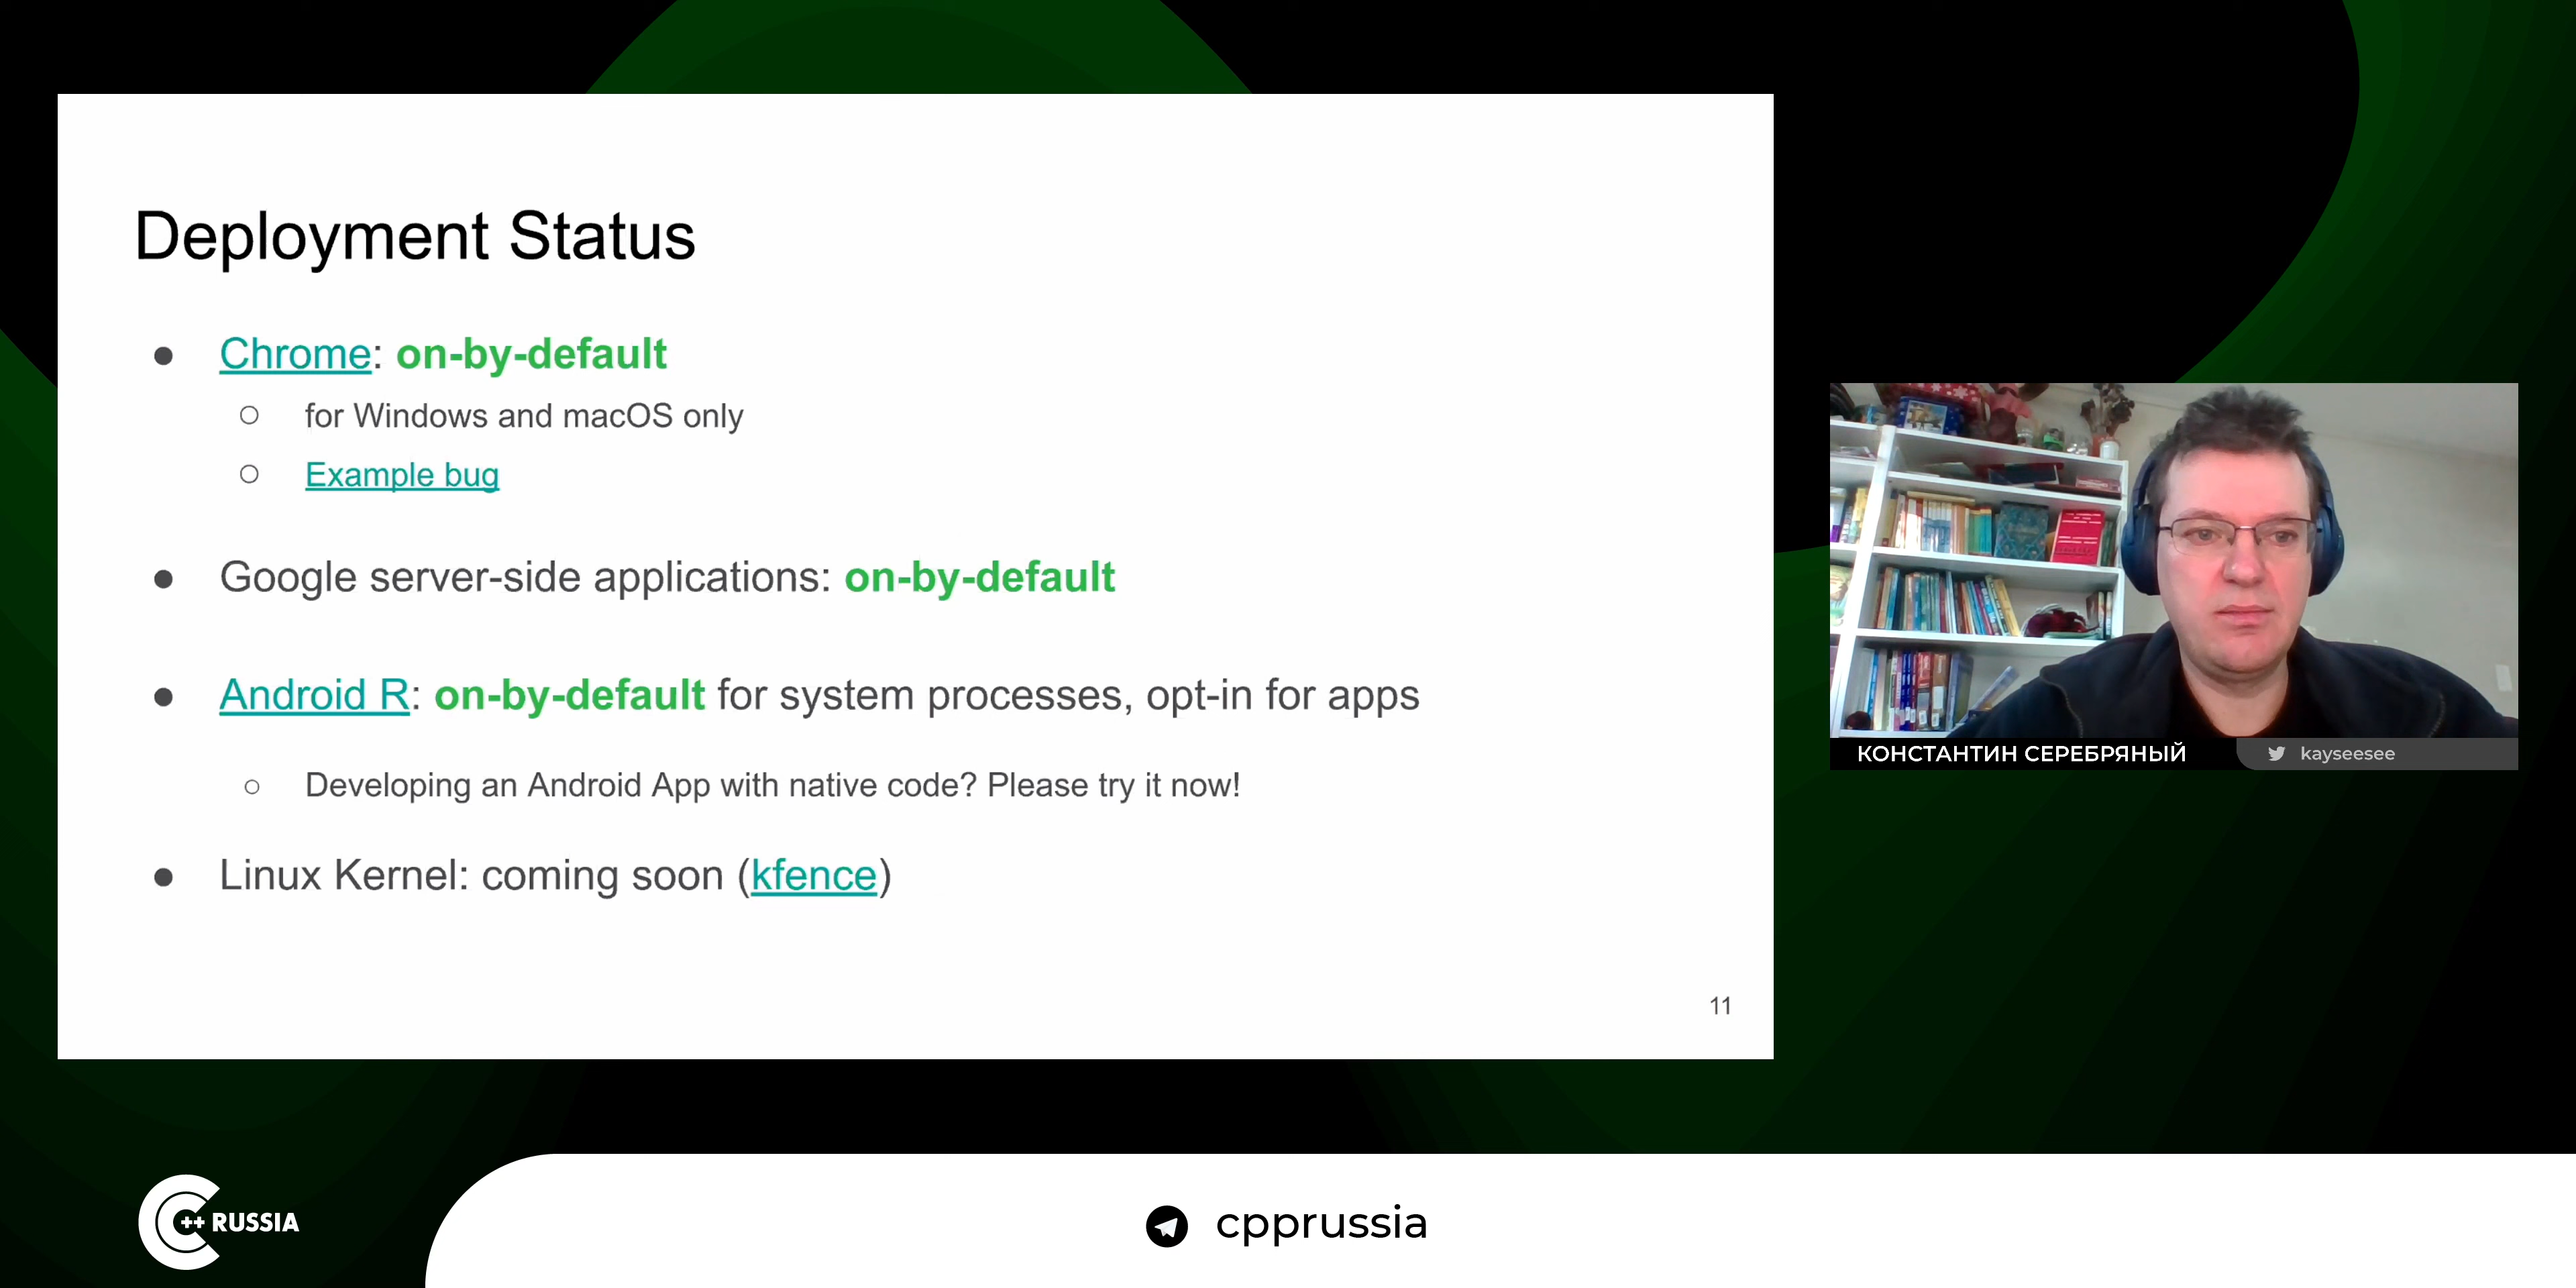 Deployment Status
Chrome: on-by-default
for Windows and macOS only
Example bug
Google server-side applications: on-by-default
Android R: on-by-default for system processes, opt-in for apps
Developing an Android App with native code? Please try it now!
Linux Kernel: coming soon (kfence)
11
КОНСТАНТИН СЕРЕБРЯНЫЙ
kayseesee
C++ RUSSIA
cpprussia